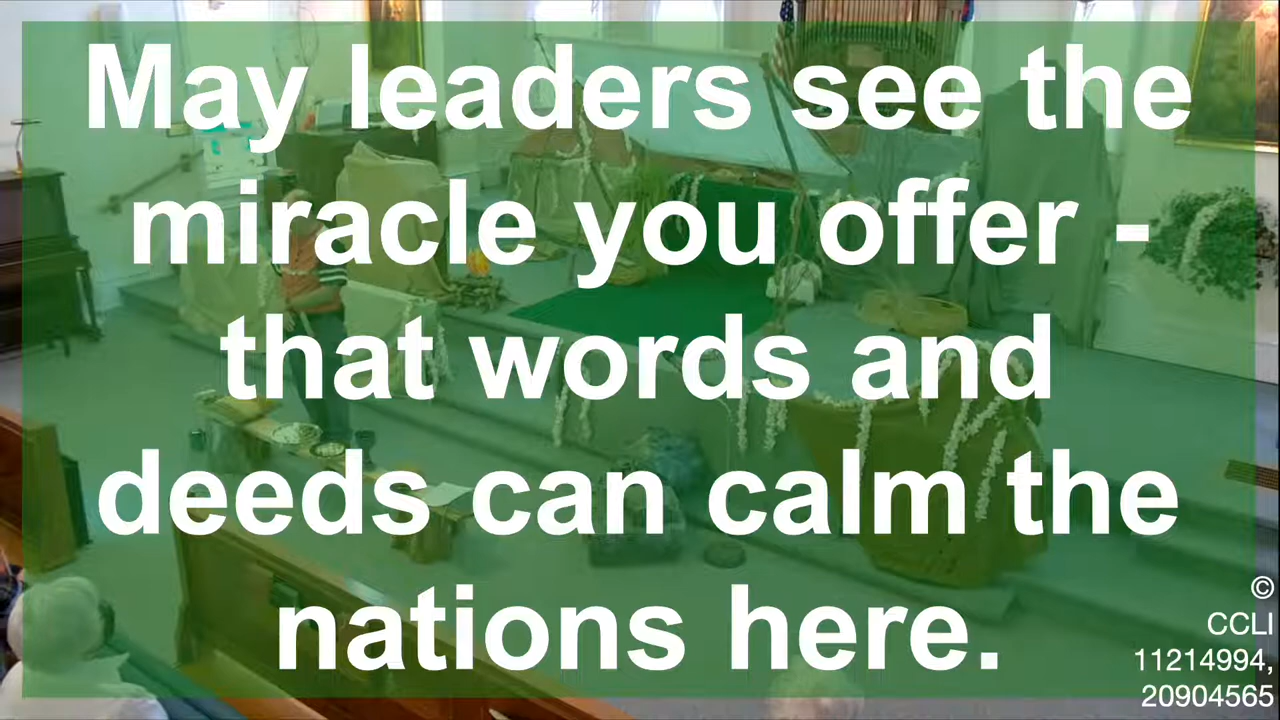 May leaders see the
miracle you offer -
that words and
deeds can calm the
nations here.
©
CCLI
11214994,
20904565